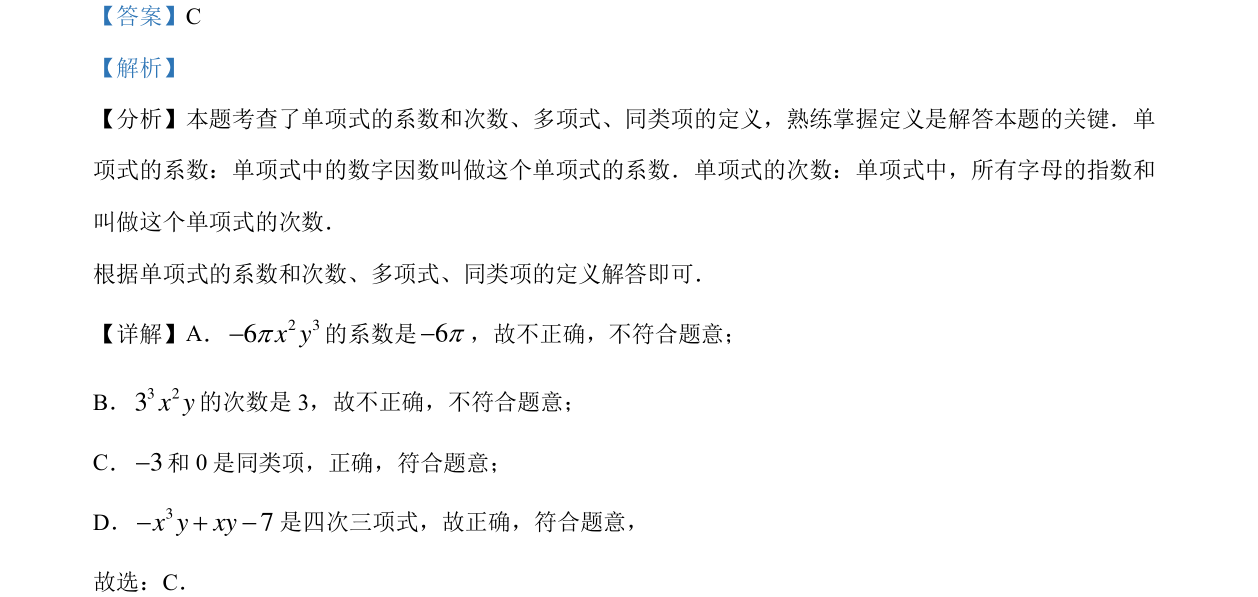 【答案】C
【解析】
【分析】本题考查了单项式的系数和次数、多项式、同类项的定义，熟练掌握定义是解答本题的关键．单
项式的系数：单项式中的数字因数叫做这个单项式的系数．单项式的次数：单项式中，所有字母的指数和
叫做这个单项式的次数．
根据单项式的系数和次数、多项式、同类项的定义解答即可．
【详解】A．−6πx²y³的系数是−6π，故不正确，不符合题意；
B．3³x²y的次数是 3，故不正确，不符合题意；
C．−3和 0 是同类项，正确，符合题意；
D．−x³y+xy−7 是四次三项式，故正确，符合题意，
故选：C．